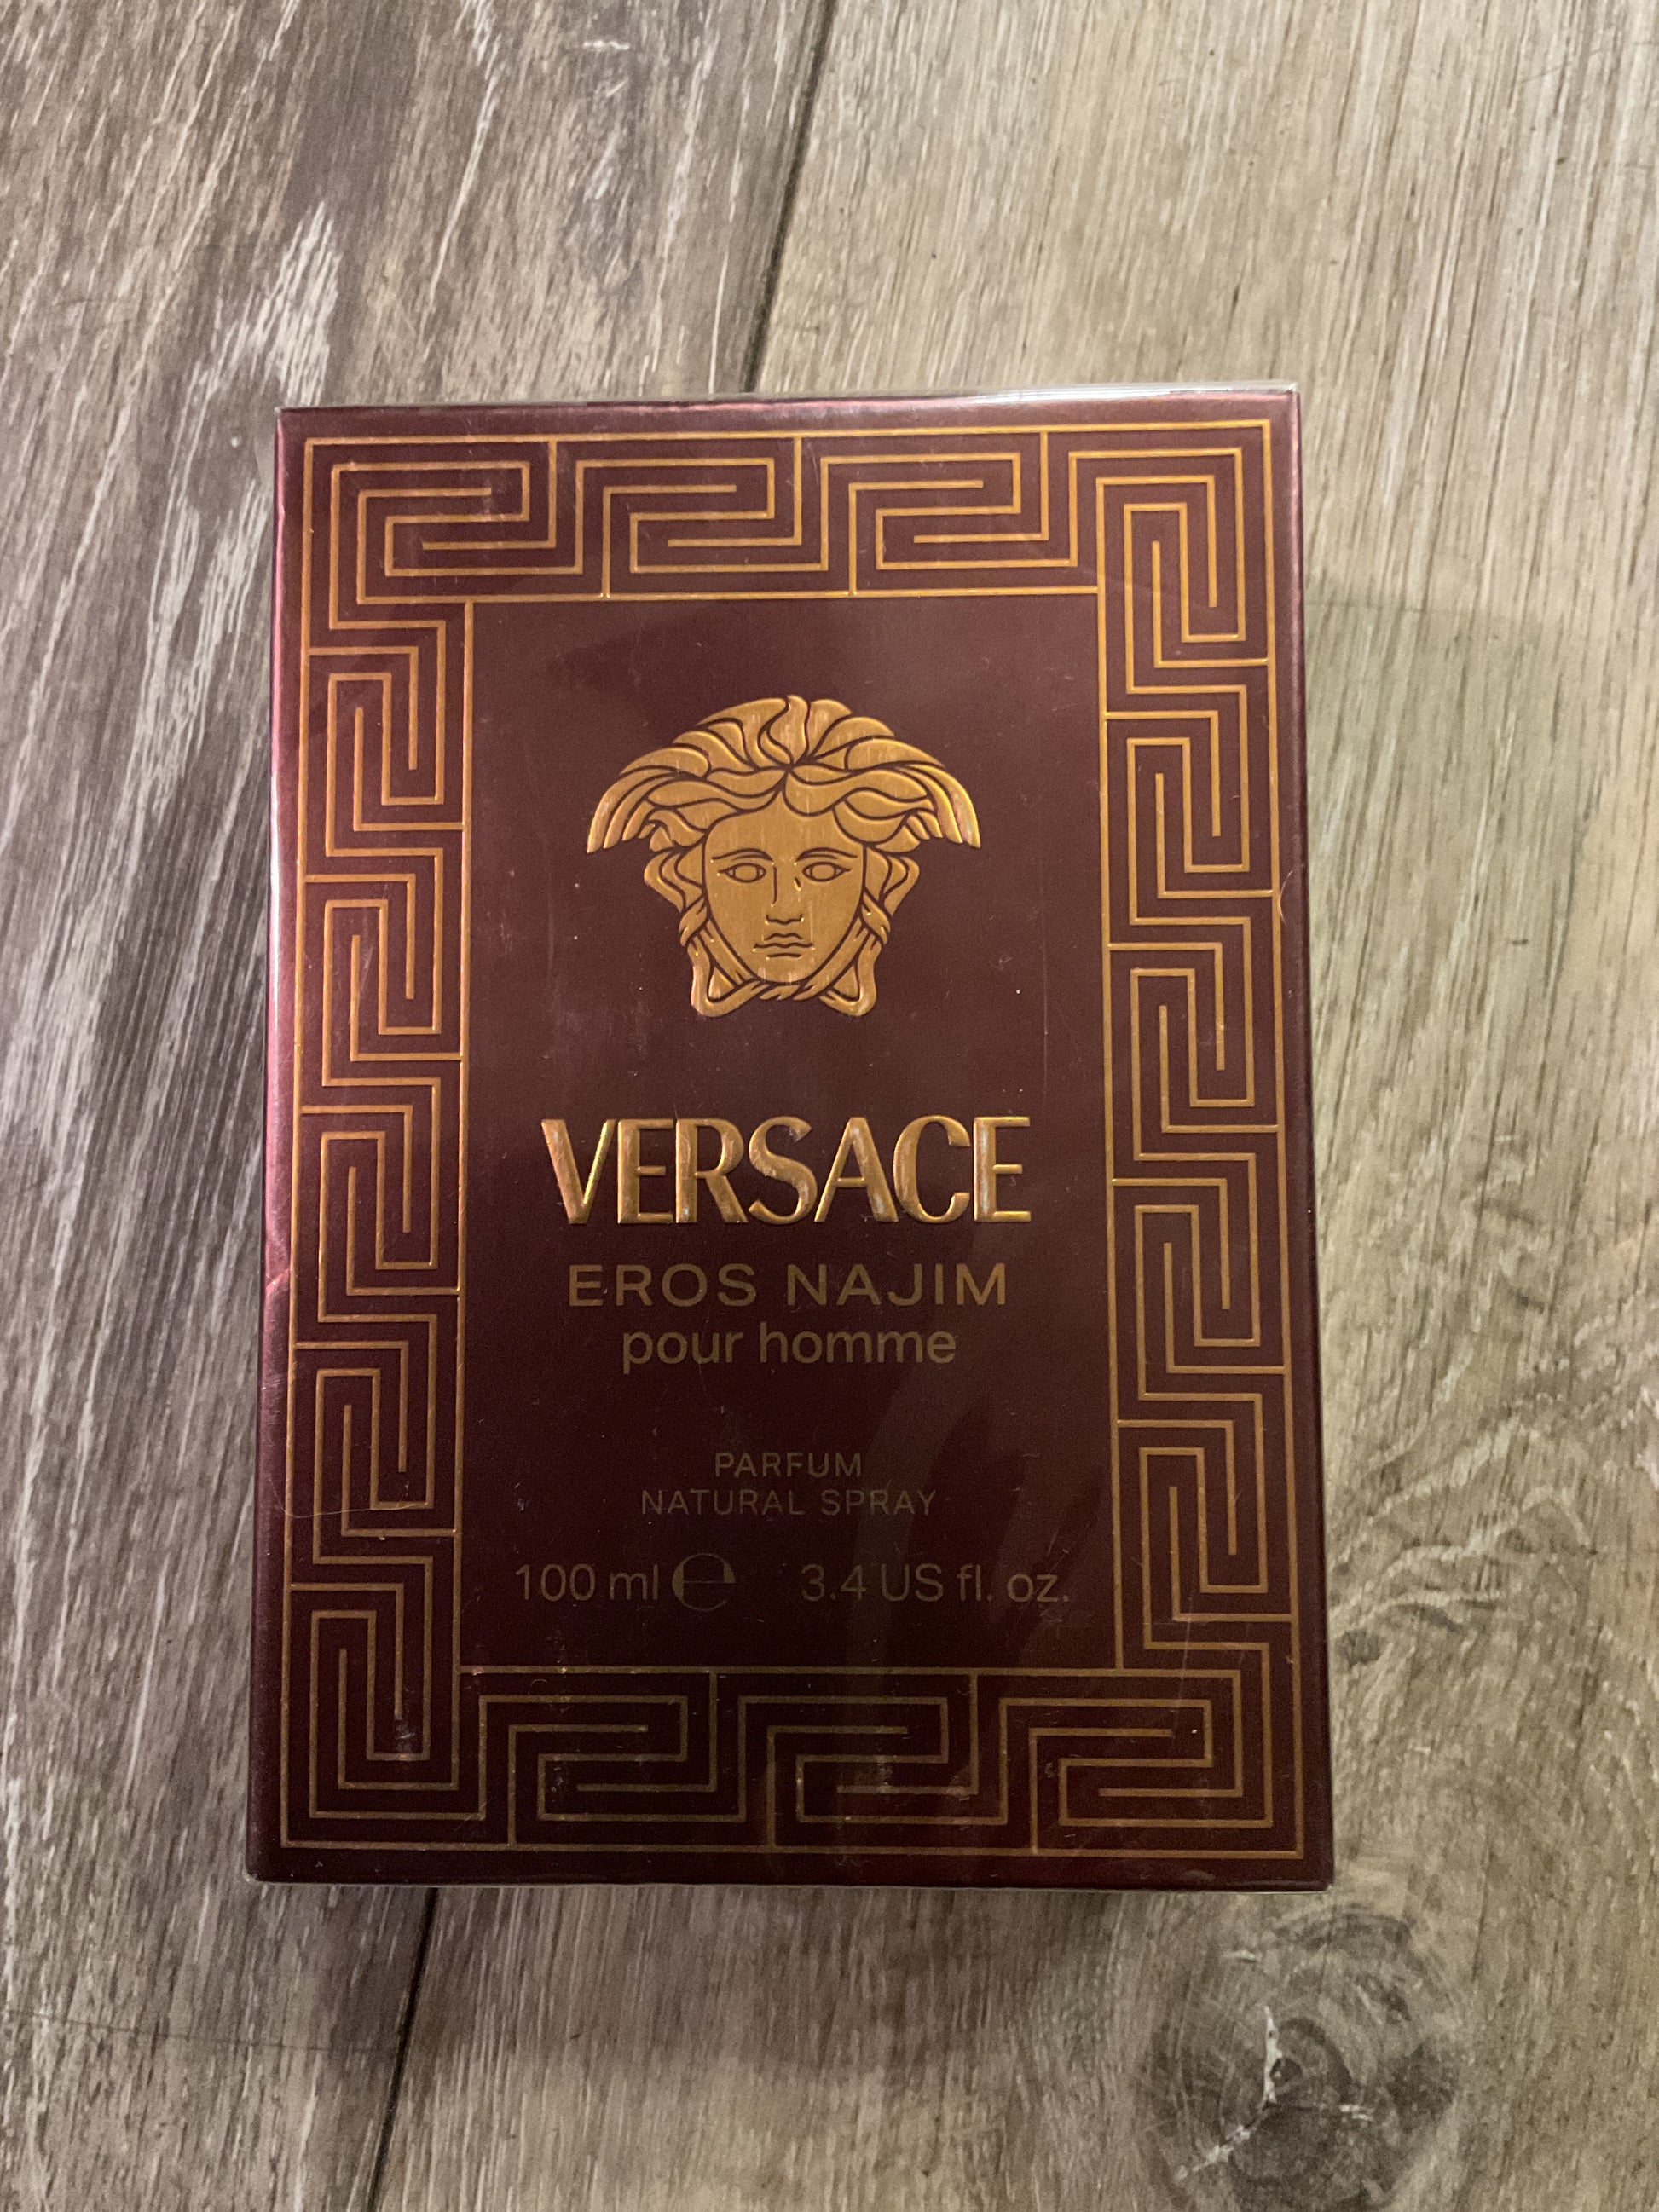 VERSACE
EROS NAJIM
pour homme
PARFUM
NATURAL SPRAY
100 ml ℮ 3.4 US fl. oz.